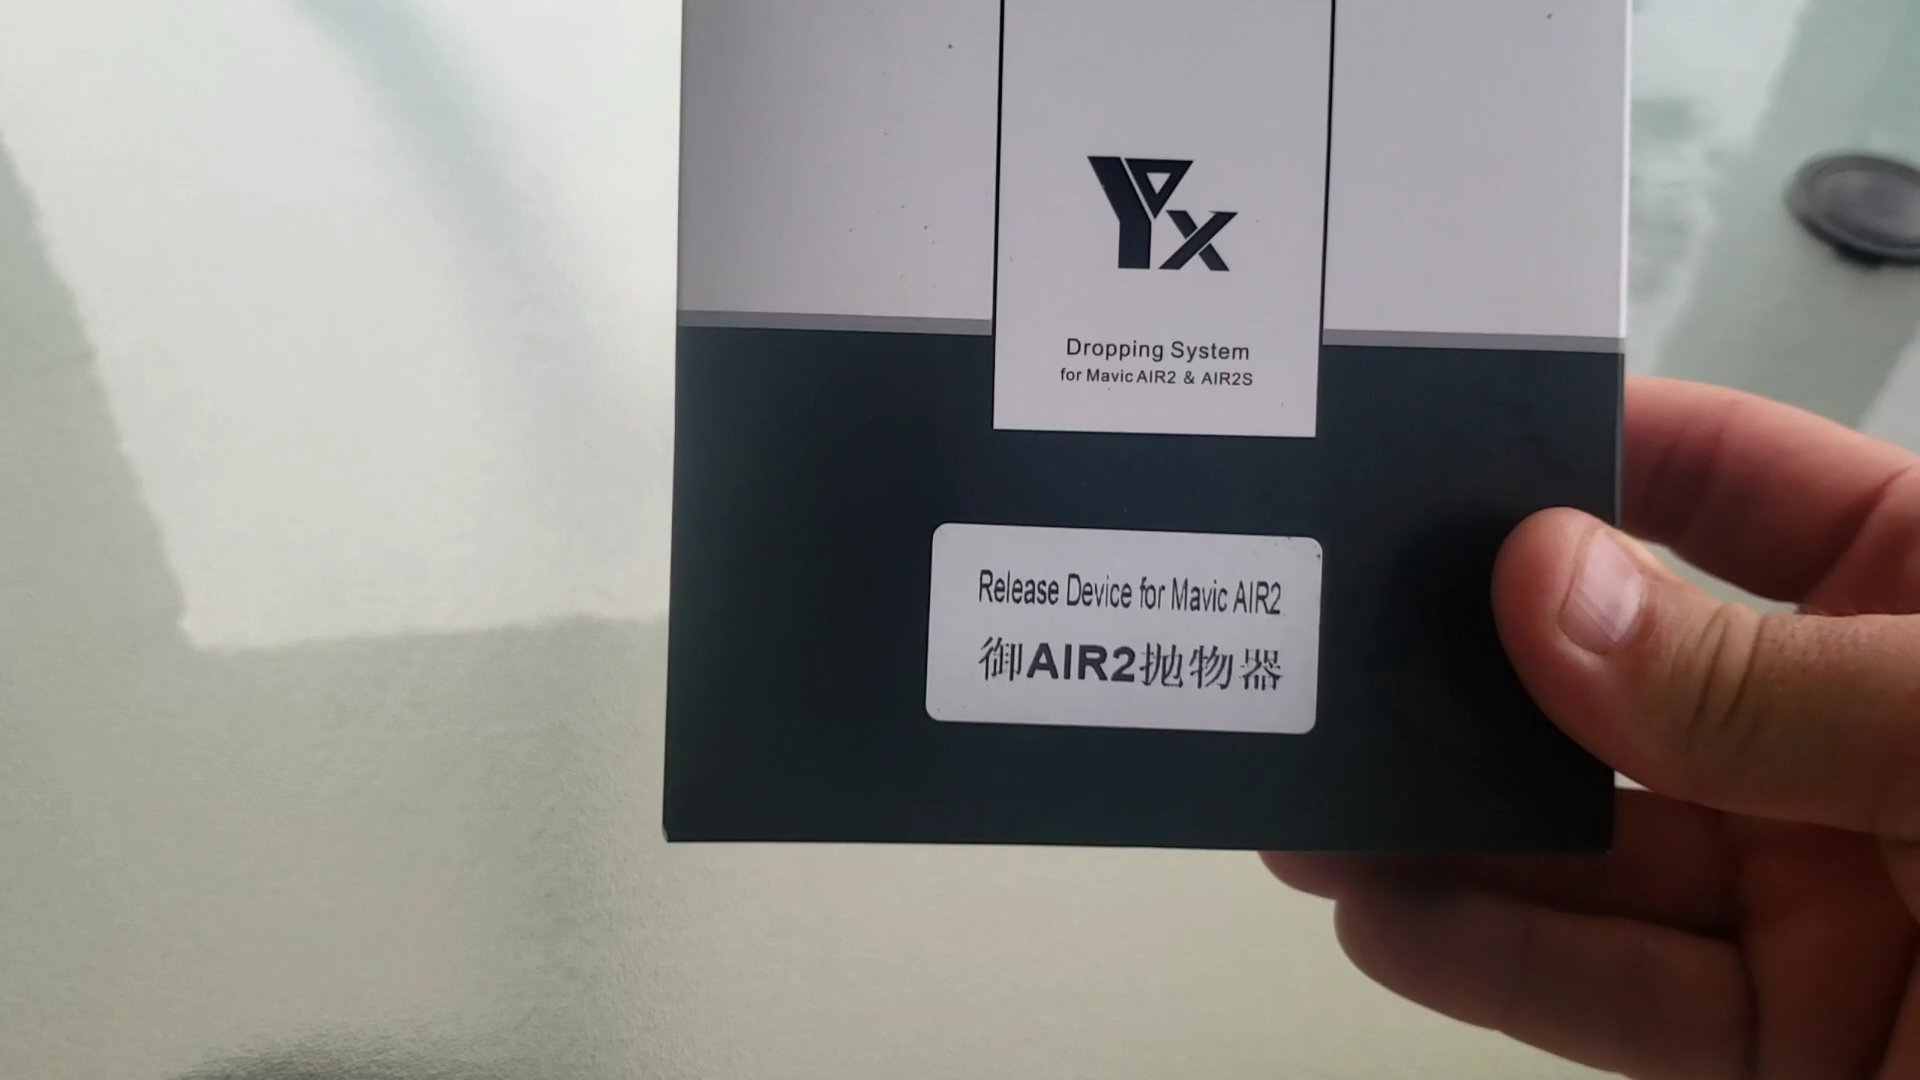 Yx
Dropping System
for Mavic AIR2 & AIR2S
Release Device for Mavic AIR2
御AIR2抛物器